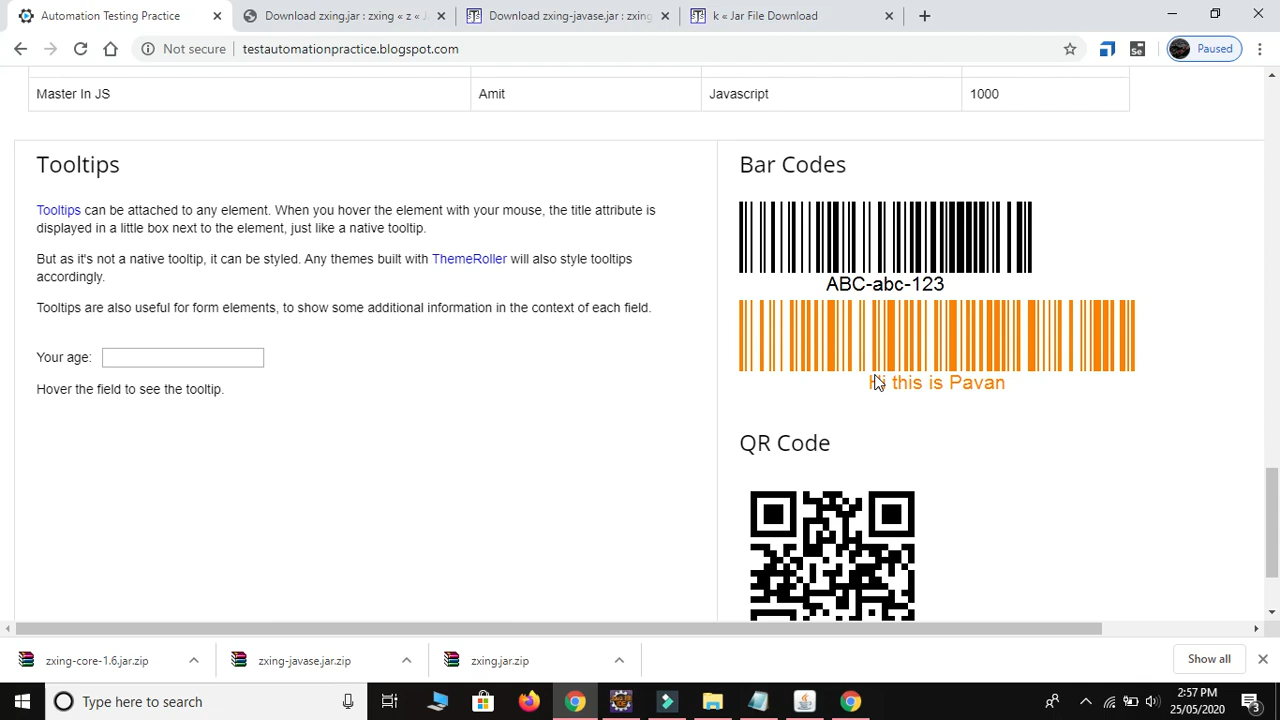 Automation Testing Practice
Download zxing.jar : zxing « z « J
Download zxing-javase.jar : zxing
k « Jar File Download
Not secure
testautomationpractice.blogspot.com
Se
Paused
Master In JS
Amit
Javascript
1000
Tooltips
Tooltips can be attached to any element. When you hover the element with your mouse, the title attribute is
displayed in a little box next to the element, just like a native tooltip.
But as it's not a native tooltip, it can be styled. Any themes built with ThemeRoller will also style tooltips
accordingly.
Tooltips are also useful for form elements, to show some additional information in the context of each field.
Your age:
Hover the field to see the tooltip.
Bar Codes
ABC-abc-123
Hi this is Pavan
QR Code
zxing-core-1.6.jar.zip
zxing-javase.jar.zip
zxing.jar.zip
Show all
Type here to search
2:57 PM
25/05/2020
3